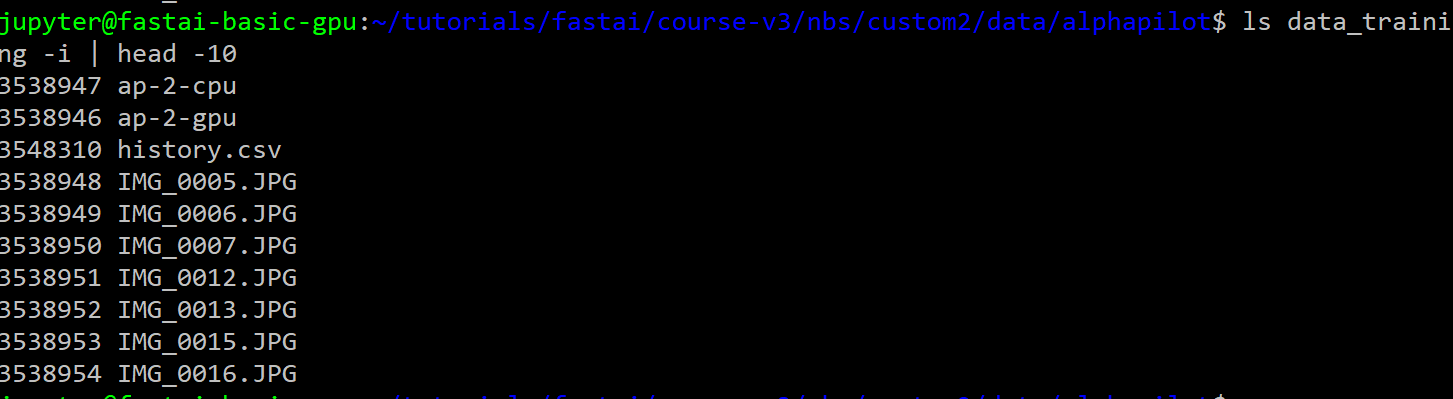 jupyter@fastai-basic-gpu:~/tutorials/fastai/course-v3/nbs/custom2/data/alphapilot$ ls data_traini
ng -i | head -10
3538947 ap-2-cpu
3538946 ap-2-gpu
3548310 history.csv
3538948 IMG_0005.JPG
3538949 IMG_0006.JPG
3538950 IMG_0007.JPG
3538951 IMG_0012.JPG
3538952 IMG_0013.JPG
3538953 IMG_0015.JPG
3538954 IMG_0016.JPG